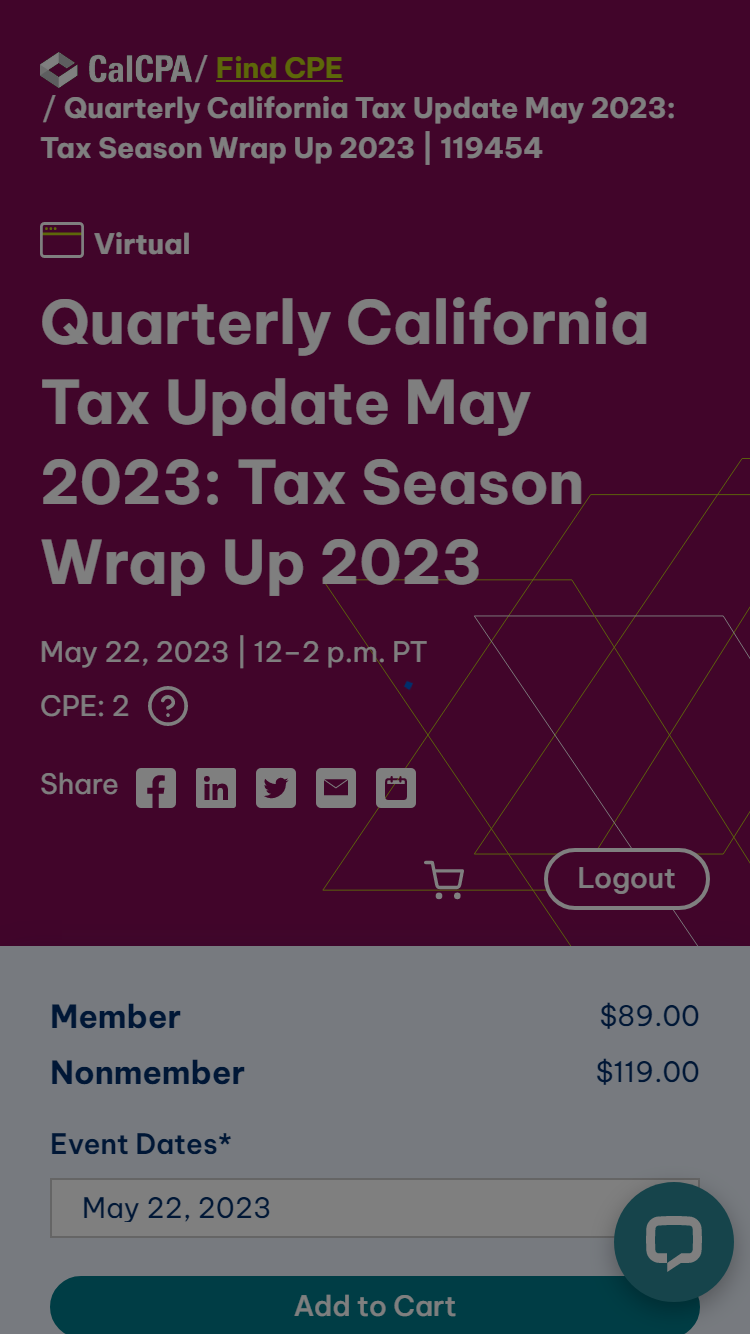 CalCPA / Find CPE
/ Quarterly California Tax Update May 2023:
Tax Season Wrap Up 2023 | 119454
Virtual
Quarterly California
Tax Update May
2023: Tax Season
Wrap Up 2023
May 22, 2023 | 12–2 p.m. PT
CPE: 2 ?
Share
Logout
Member $89.00
Nonmember $119.00
Event Dates*
May 22, 2023
Add to Cart